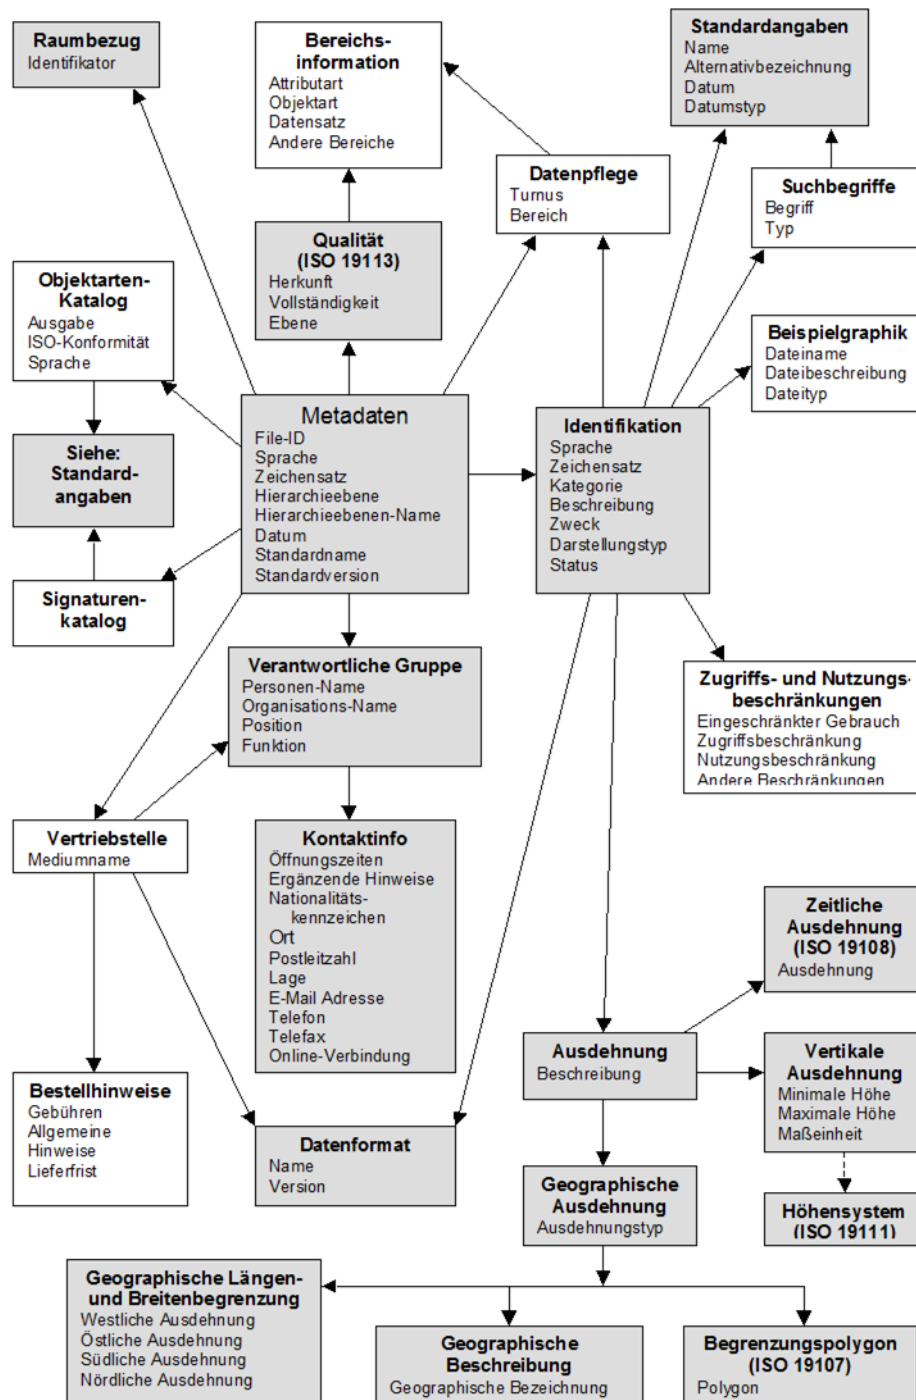 Raumbezug
Identifikator
Bereichs-
information
Attributart
Objektart
Datensatz
Andere Bereiche
Standardangaben
Name
Alternativbezeichnung
Datum
Datumstyp
Datenpflege
Turnus
Bereich
Suchbegriffe
Begriff
Typ
Qualität
(ISO 19113)
Herkunft
Vollständigkeit
Ebene
Objektarten-
Katalog
Ausgabe
ISO-Konformität
Sprache
Beispielgraphik
Dateiname
Dateibeschreibung
Dateityp
Siehe:
Standard-
angaben
Metadaten
File-ID
Sprache
Zeichensatz
Hierarchieebene
Hierarchieebenen-Name
Datum
Standardname
Standardversion
Identifikation
Sprache
Zeichensatz
Kategorie
Beschreibung
Zweck
Darstellungstyp
Status
Signaturen-
katalog
Verantwortliche Gruppe
Personen-Name
Organisations-Name
Position
Funktion
Zugriffs- und Nutzungs-
beschränkungen
Eingeschränkter Gebrauch
Zugriffsbeschränkung
Nutzungsbeschränkung
Andere Beschränkungen
Vertriebstelle
Mediumname
Kontaktinfo
Öffnungszeiten
Ergänzende Hinweise
Nationalitäts-
kennzeichen
Ort
Postleitzahl
Lage
E-Mail Adresse
Telefon
Telefax
Online-Verbindung
Zeitliche
Ausdehnung
(ISO 19108)
Ausdehnung
Ausdehnung
Beschreibung
Vertikale
Ausdehnung
Minimale Höhe
Maximale Höhe
Maßeinheit
Bestellhinweise
Gebühren
Allgemeine
Hinweise
Lieferfrist
Datenformat
Name
Version
Geographische
Ausdehnung
Ausdehnungstyp
Höhensystem
(ISO 19111)
Geographische Längen-
und Breitenbegrenzung
Westliche Ausdehnung
Östliche Ausdehnung
Südliche Ausdehnung
Nördliche Ausdehnung
Geographische
Beschreibung
Geographische Bezeichnung
Begrenzungspolygon
(ISO 19107)
Polygon